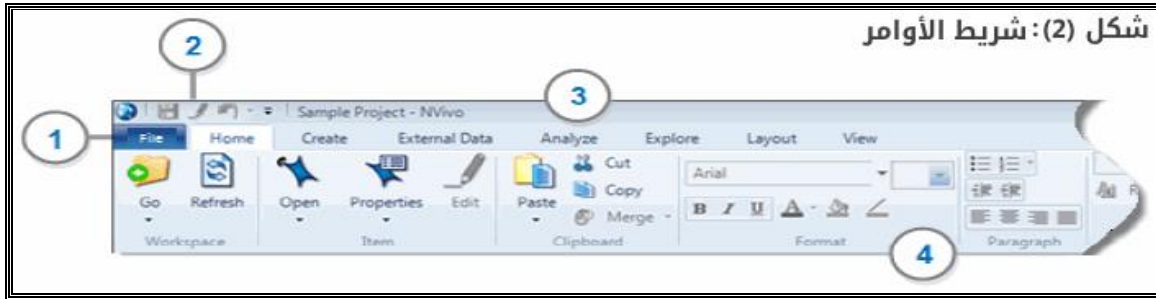 شكل (2): شريط الأوامر
2
3
Sample Project - NVivo
1
File Home Create External Data Analyze Explore Layout View
Cut
Arial
Go Refresh Open Properties Edit Paste Copy
B I U A
Merge
Workspace Item Clipboard Format Paragraph
4